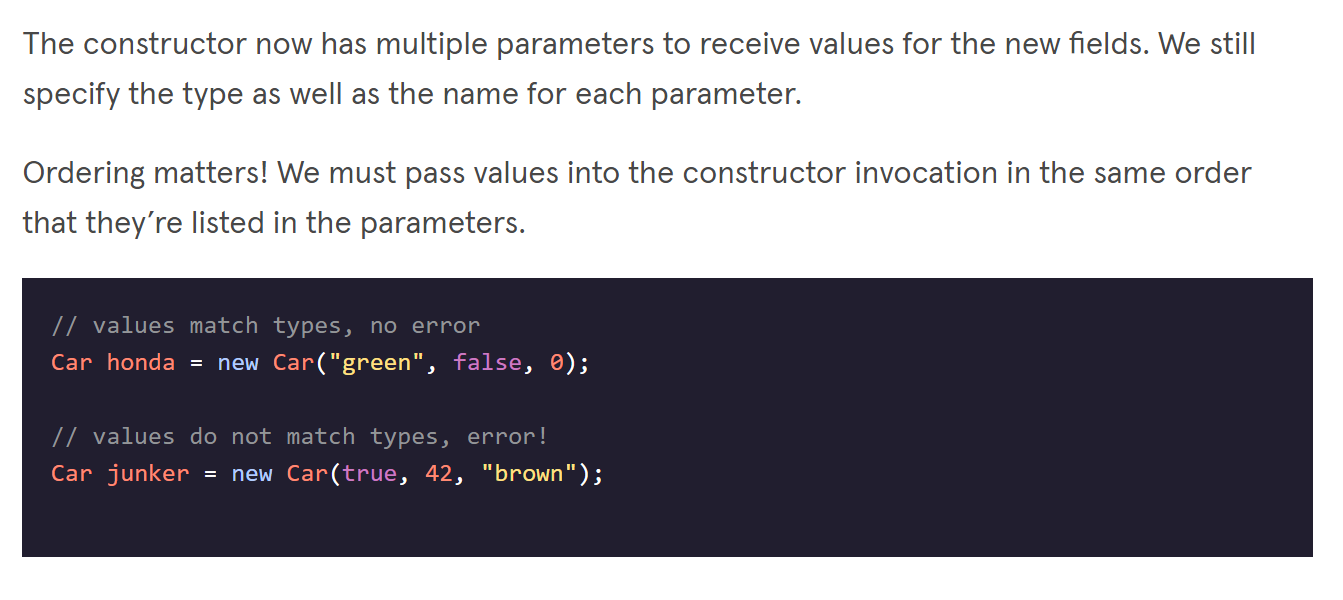 The constructor now has multiple parameters to receive values for the new fields. We still
specify the type as well as the name for each parameter.
Ordering matters! We must pass values into the constructor invocation in the same order
that they’re listed in the parameters.
// values match types, no error
Car honda = new Car("green", false, 0);
// values do not match types, error!
Car junker = new Car(true, 42, "brown");